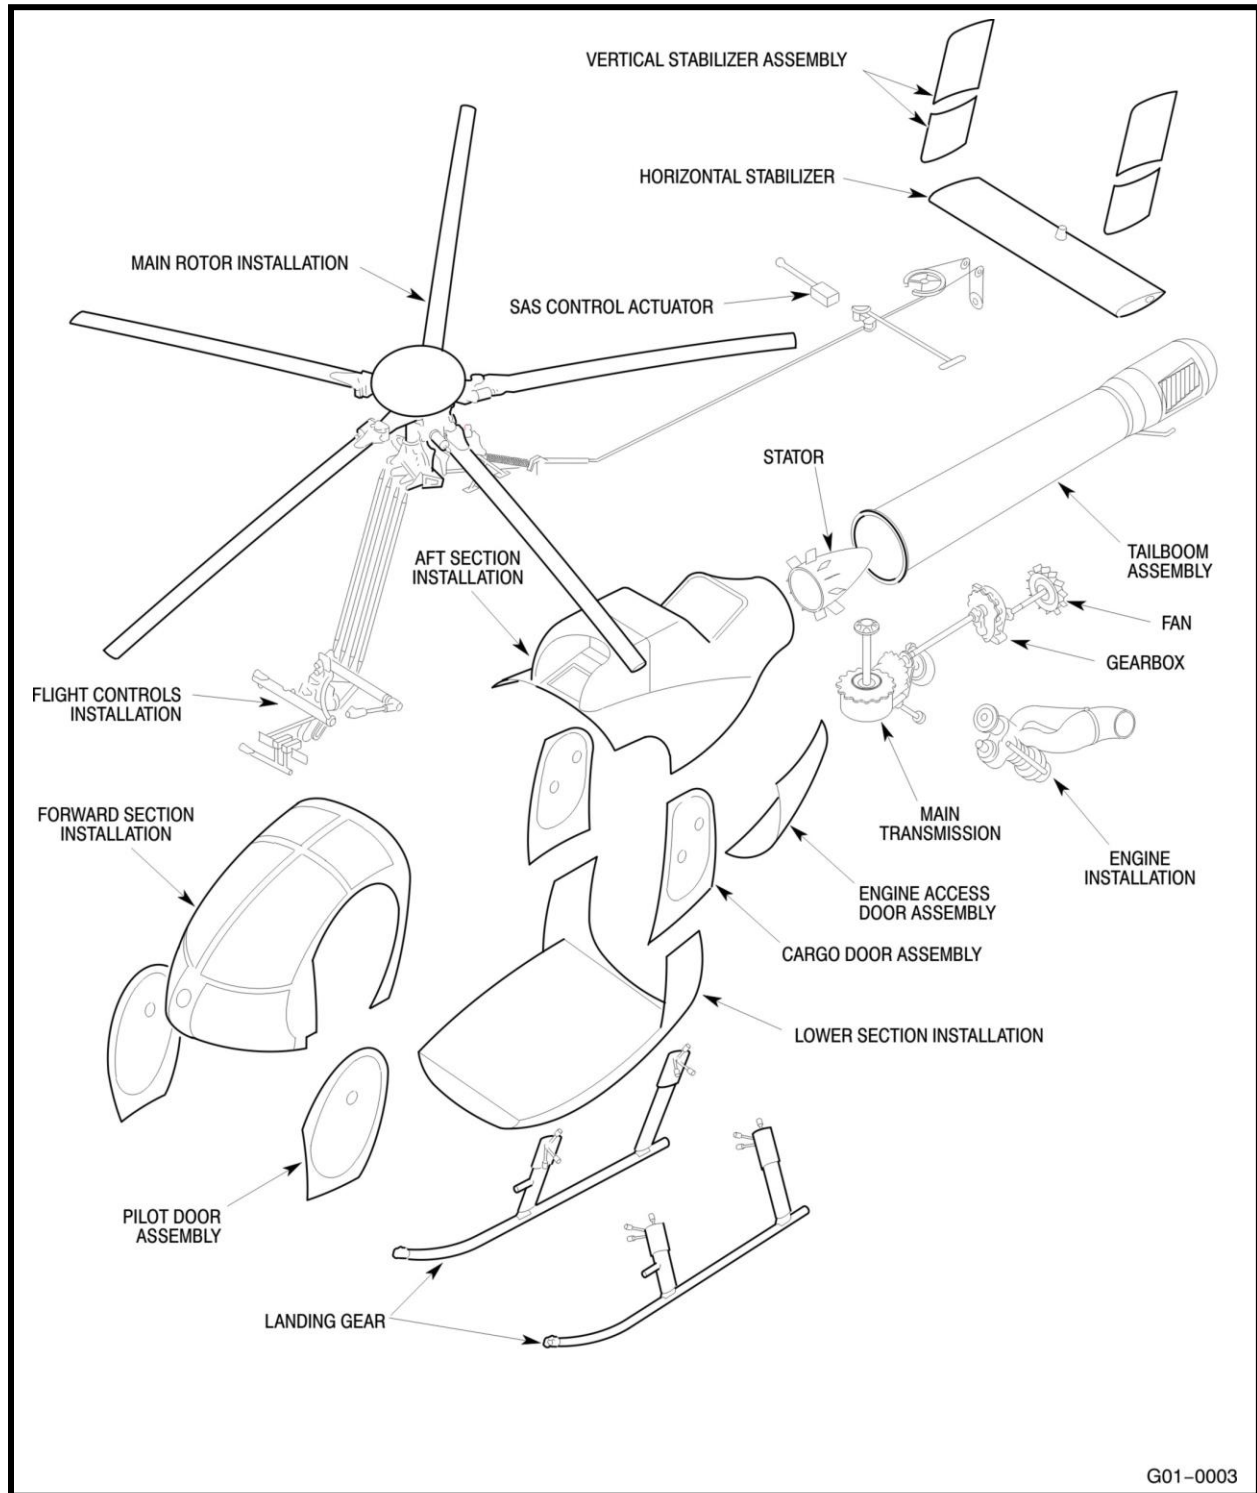 VERTICAL STABILIZER ASSEMBLY
HORIZONTAL STABILIZER
MAIN ROTOR INSTALLATION
SAS CONTROL ACTUATOR
STATOR
AFT SECTION
INSTALLATION
TAILBOOM
ASSEMBLY
FAN
GEARBOX
FLIGHT CONTROLS
INSTALLATION
FORWARD SECTION
INSTALLATION
MAIN
TRANSMISSION
ENGINE
INSTALLATION
ENGINE ACCESS
DOOR ASSEMBLY
CARGO DOOR ASSEMBLY
LOWER SECTION INSTALLATION
PILOT DOOR
ASSEMBLY
LANDING GEAR
G01-0003